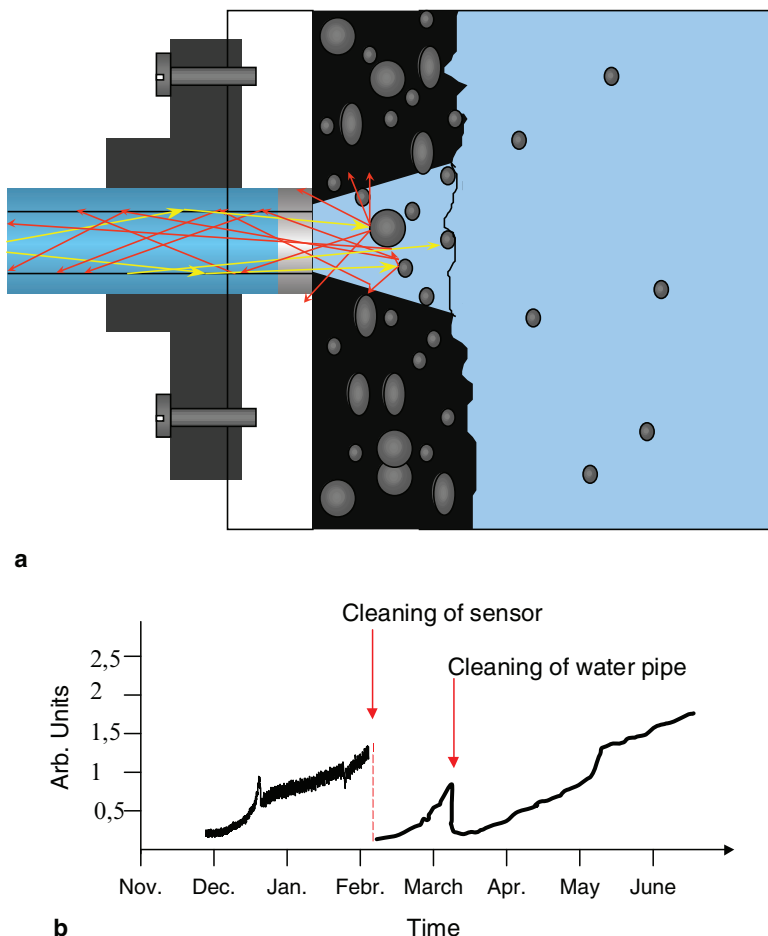 a
Cleaning of sensor
Cleaning of water pipe
Arb. Units
2,5
2
1,5
1
0,5
Nov. Dec. Jan. Febr. March Apr. May June
b
Time